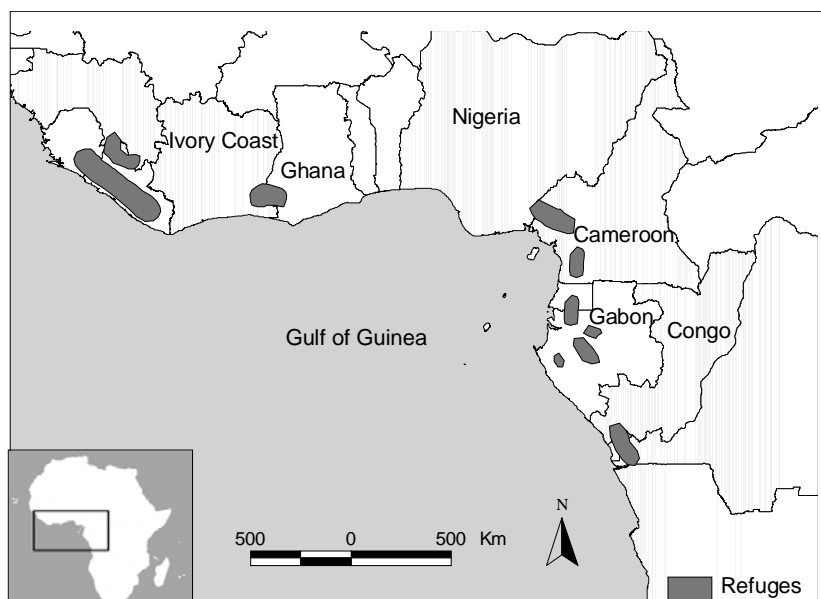 Nigeria
Ivory Coast
Ghana
Cameroon
Gabon
Congo
Gulf of Guinea
N
500 0 500 Km
Refuges